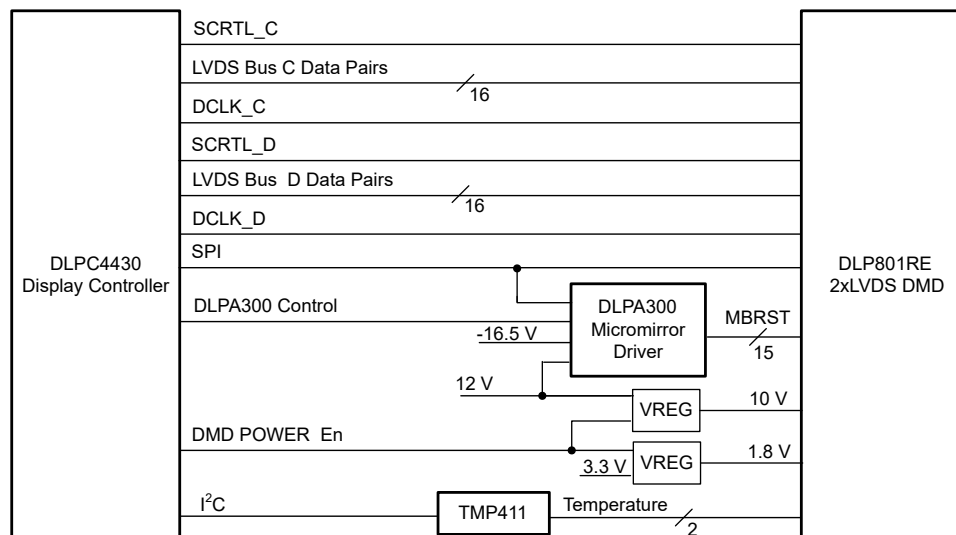 SCRTL_C
LVDS Bus C Data Pairs
16
DCLK_C
SCRTL_D
LVDS Bus D Data Pairs
16
DCLK_D
SPI
DLPC4430
Display Controller
DLP801RE
2xLVDS DMD
DLPA300 Control
DLPA300
Micromirror
Driver
MBRST
15
-16.5 V
12 V
VREG
10 V
DMD POWER En
3.3 V
VREG
1.8 V
I²C
TMP411
Temperature
2